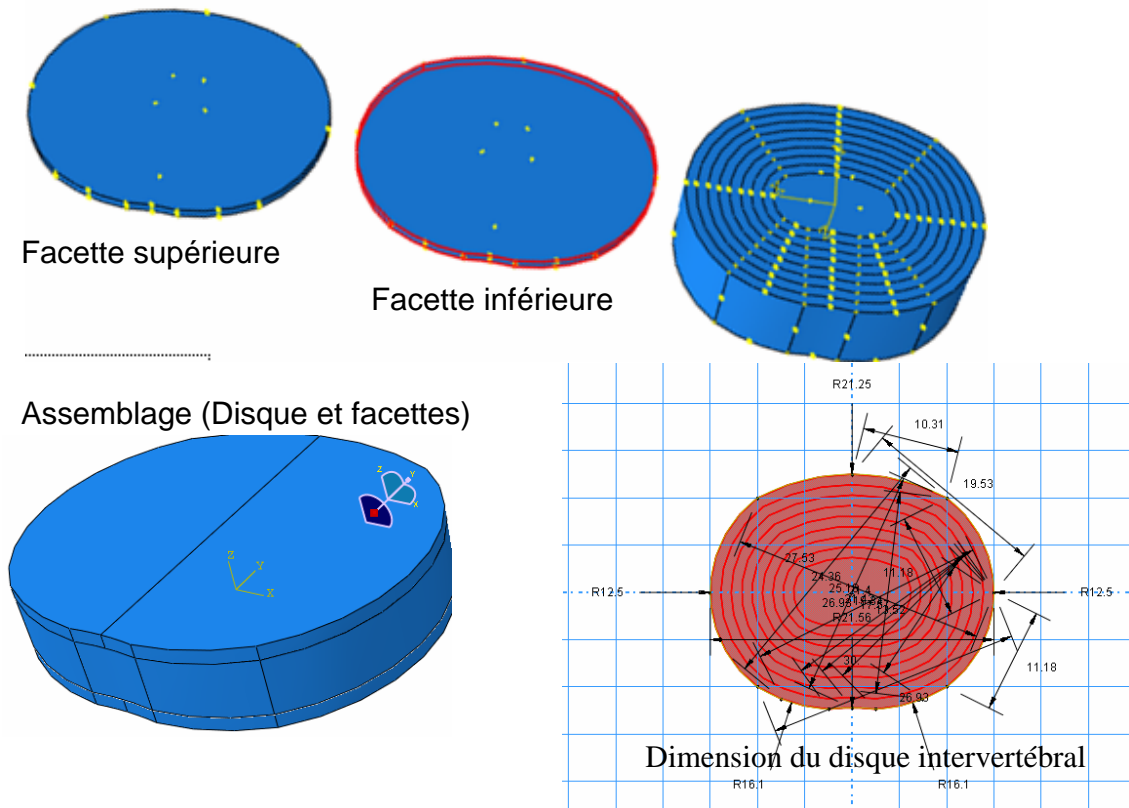 Facette supérieure
Facette inférieure
Assemblage (Disque et facettes)
R21.25
10.31
19.53
27.53
24.36
11.18
R12.5
R12.5
R21.56
30
11.18
26.93
Dimension du disque intervertébral
R16.1
R16.1
Z
Y
X
Z
Y
X